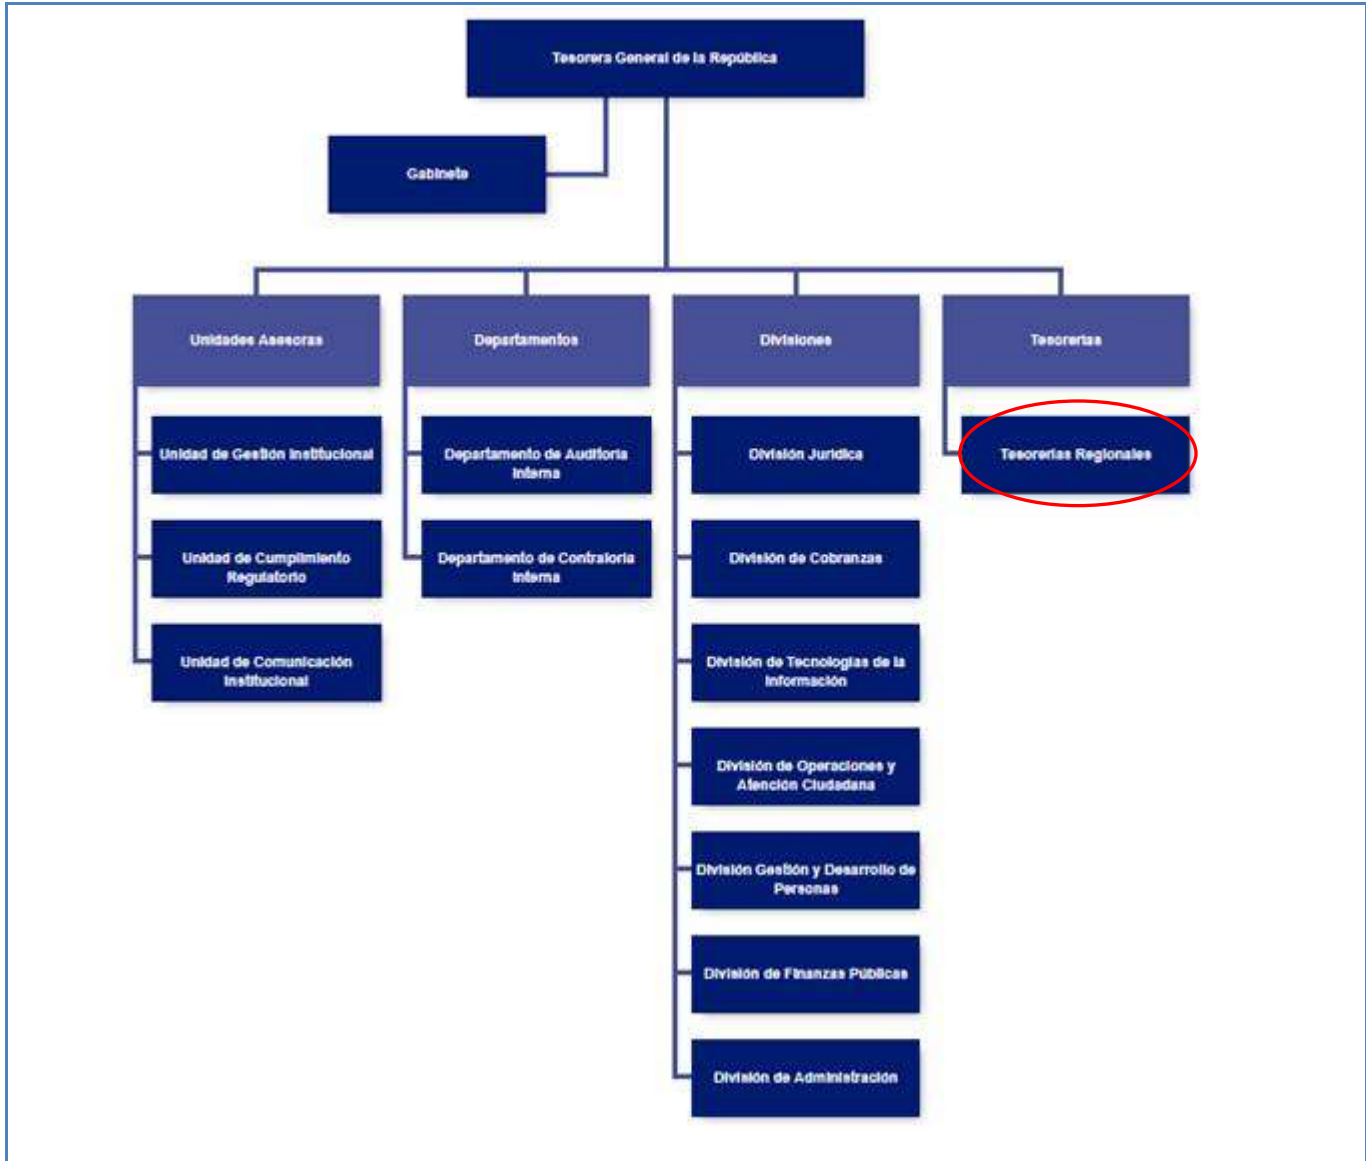 Tesorera General de la República
Gabinete
Unidades Asesoras
Departamentos
Divisiones
Tesorerías
Unidad de Gestión Institucional
Departamento de Auditoría
Interna
División Jurídica
Tesorerías Regionales
Unidad de Cumplimiento
Regulatorio
Departamento de Contraloría
Interna
División de Cobranzas
Unidad de Comunicación
Institucional
División de Tecnologías de la
Información
División de Operaciones y
Atención Ciudadana
División Gestión y Desarrollo de
Personas
División de Finanzas Públicas
División de Administración